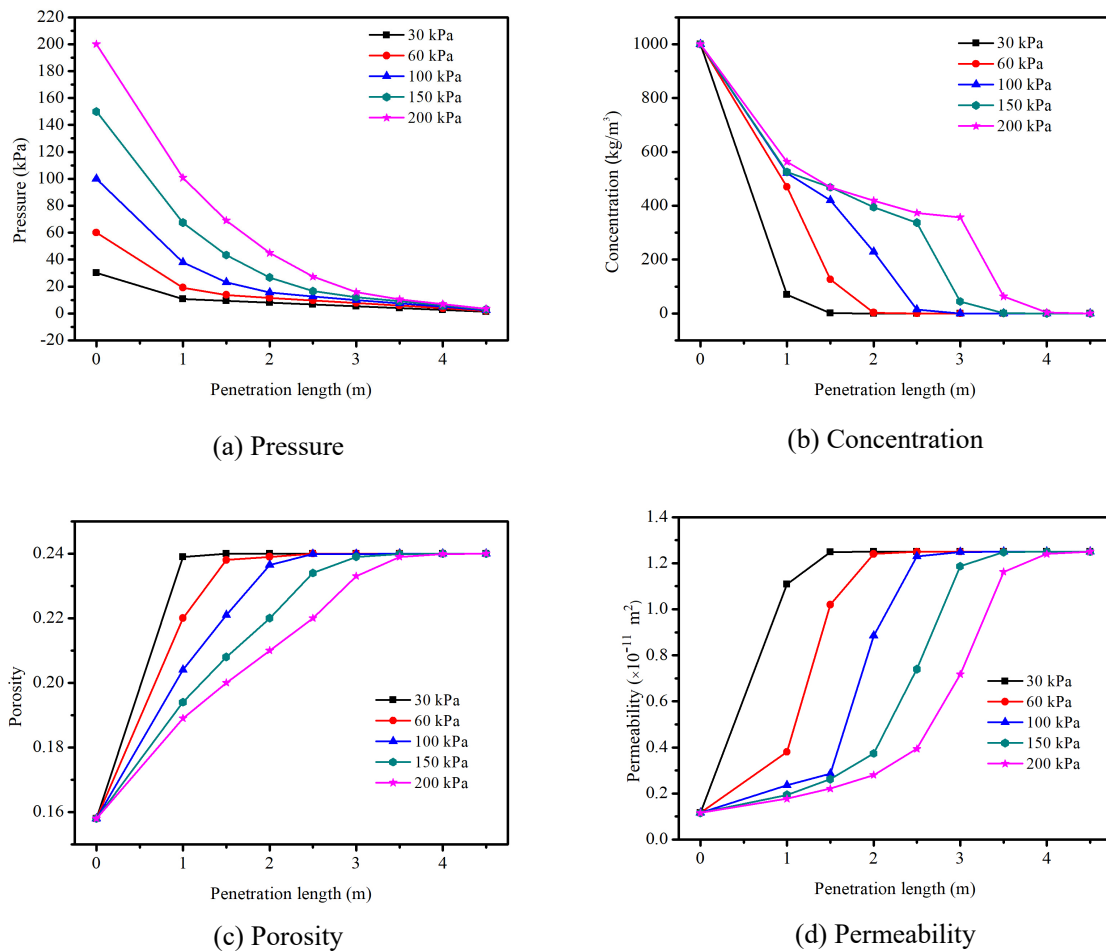 220
200
180
160
140
120
100
80
60
40
20
0
-20
Pressure (kPa)
30 kPa
60 kPa
100 kPa
150 kPa
200 kPa
0 1 2 3 4
Penetration length (m)
(a) Pressure
1000
800
600
400
200
0
Concentration (kg/m³)
30 kPa
60 kPa
100 kPa
150 kPa
200 kPa
0 1 2 3 4
Penetration length (m)
(b) Concentration
0.24
0.22
0.20
0.18
0.16
Porosity
30 kPa
60 kPa
100 kPa
150 kPa
200 kPa
0 1 2 3 4
Penetration length (m)
(c) Porosity
1.4
1.2
1.0
0.8
0.6
0.4
0.2
0.0
Permeability (×10⁻¹¹ m²)
30 kPa
60 kPa
100 kPa
150 kPa
200 kPa
0 1 2 3 4
Penetration length (m)
(d) Permeability